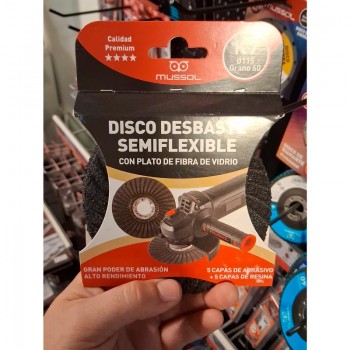 Calidad
Premium
MUSSOL
Ø115
Grano 60
DISCO DESBASTE
SEMIFLEXIBLE
CON PLATO DE FIBRA DE VIDRIO
GRAN PODER DE ABRASIÓN
ALTO RENDIMIENTO
5 CAPAS DE ABRASIVO
+ 5 CAPAS DE RESINA